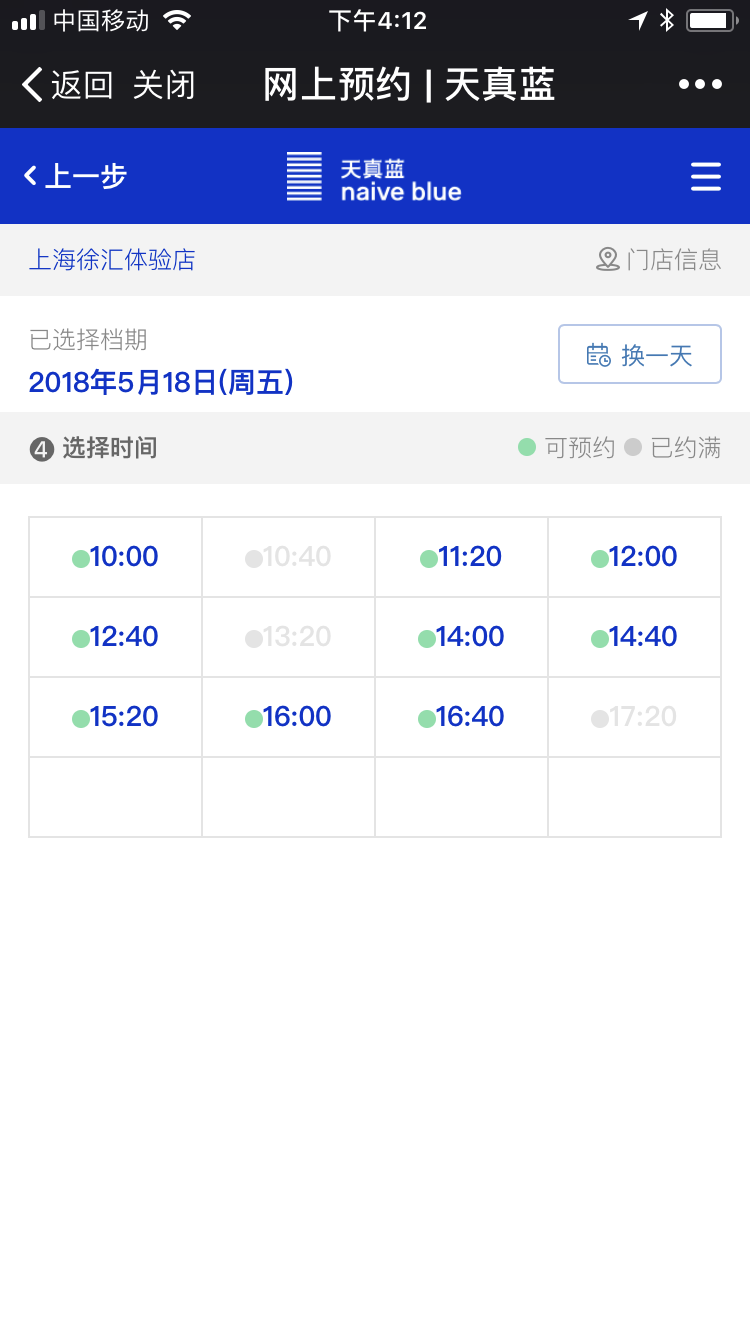 中国移动 下午4:12
返回 关闭 网上预约 | 天真蓝
上一步 天真蓝
naive blue
上海徐汇体验店 门店信息
已选择档期
2018年5月18日(周五) 换一天
4 选择时间 可预约 已约满
10:00 10:40 11:20 12:00
12:40 13:20 14:00 14:40
15:20 16:00 16:40 17:20